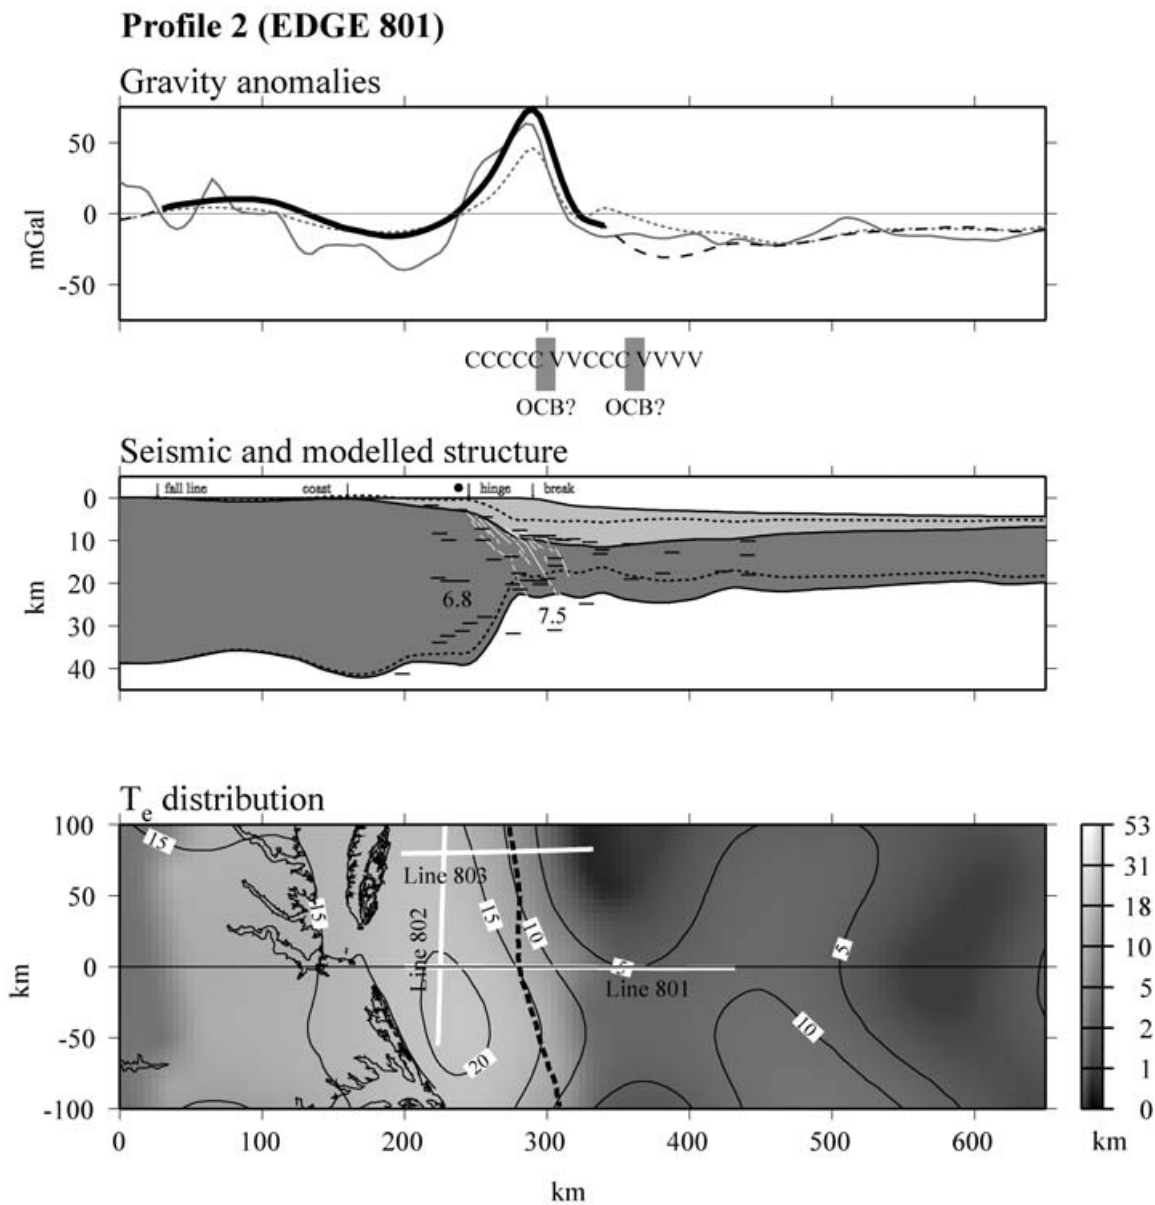 Profile 2 (EDGE 801)
Gravity anomalies
50
0
-50
mGal
CCCCC VVCCC VVVV
OCB? OCB?
Seismic and modelled structure
fall line coast hinge break
0
10
20
30
40
km
6.8
7.5
Te distribution
100
50
0
-50
-100
km
15
15
15
10
5
10
20
Line 803
Line 802
Line 801
53
31
18
10
5
2
1
0
km
0 100 200 300 400 500 600
km